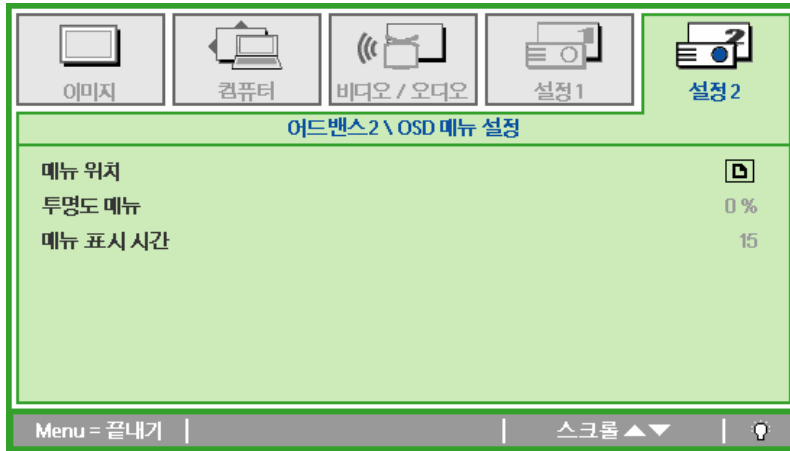 이미지
컴퓨터
비디오 / 오디오
설정 1
설정 2
어드밴스2 \ OSD 메뉴 설정
메뉴 위치
투명도 메뉴 0 %
메뉴 표시 시간 15
Menu = 끝내기 스크롤▲▼